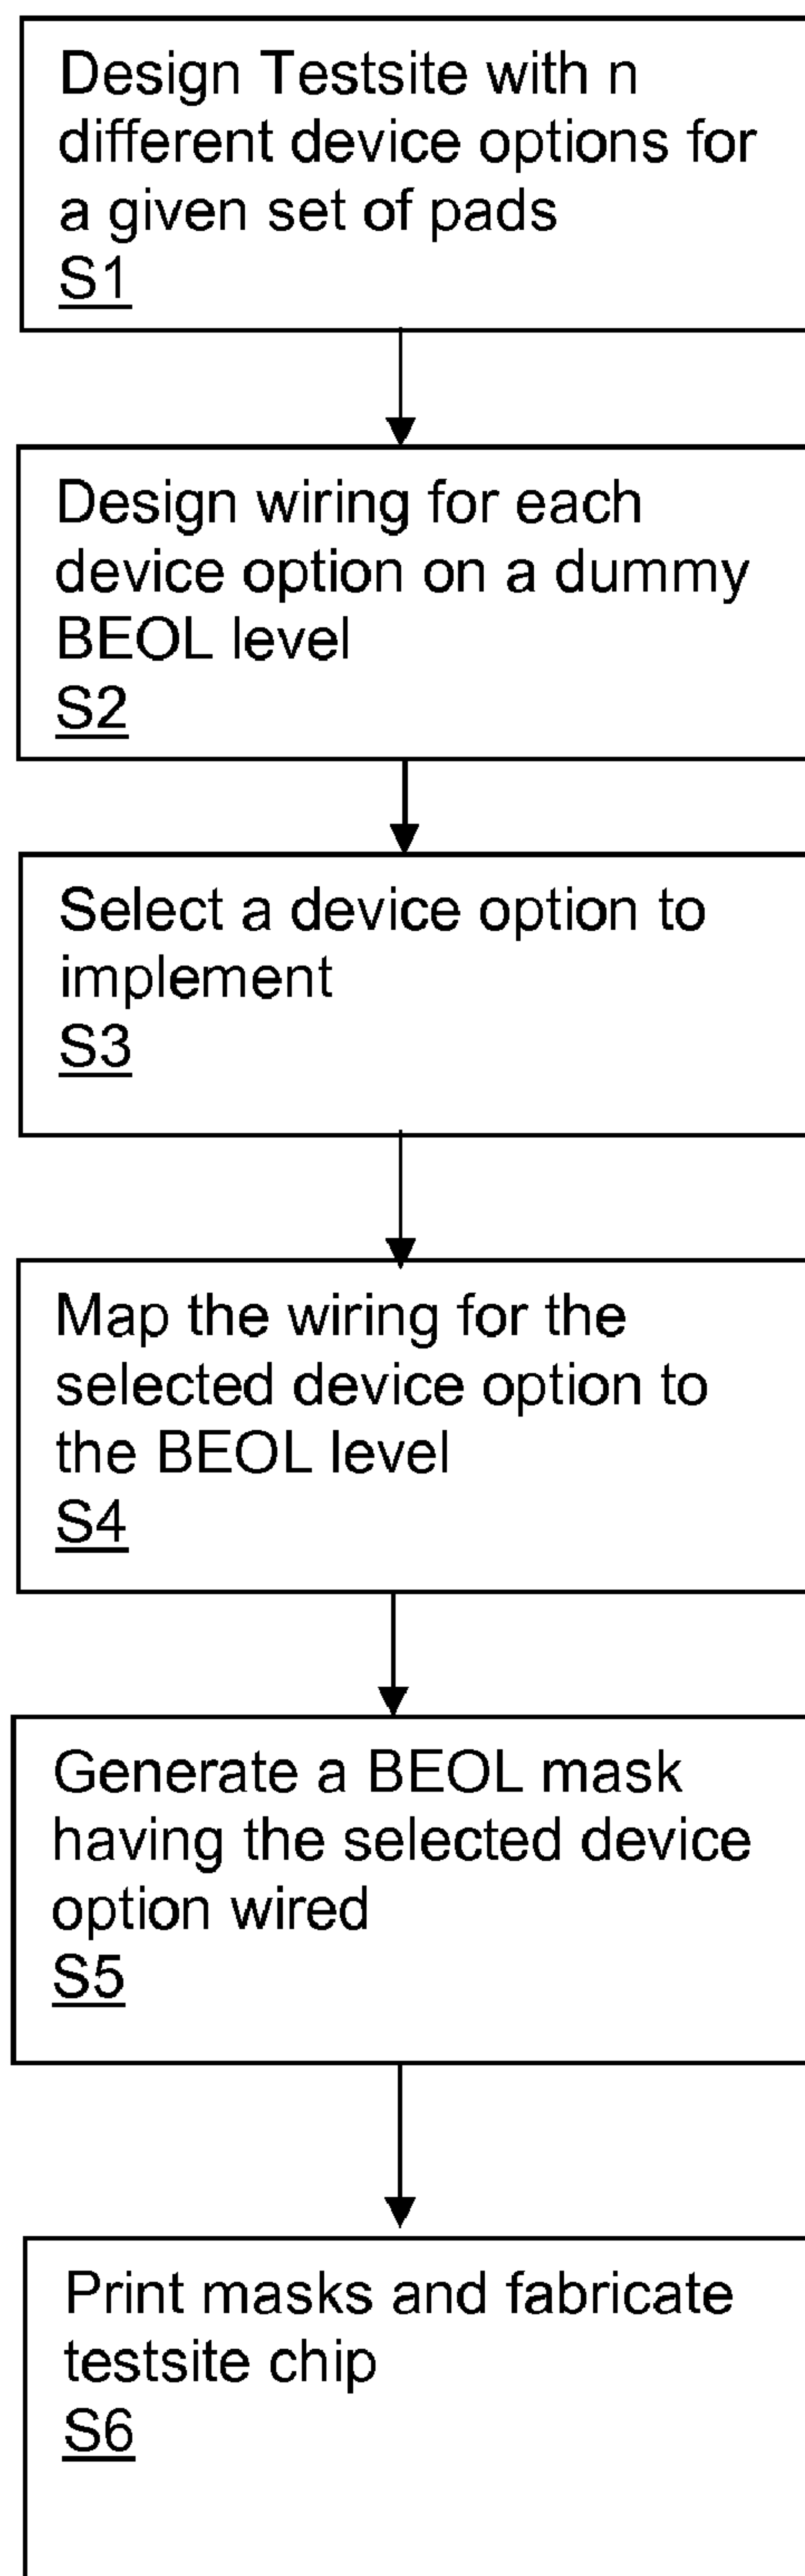 Design Testsite with n
different device options for
a given set of pads
S1
Design wiring for each
device option on a dummy
BEOL level
S2
Select a device option to
implement
S3
Map the wiring for the
selected device option to
the BEOL level
S4
Generate a BEOL mask
having the selected device
option wired
S5
Print masks and fabricate
testsite chip
S6